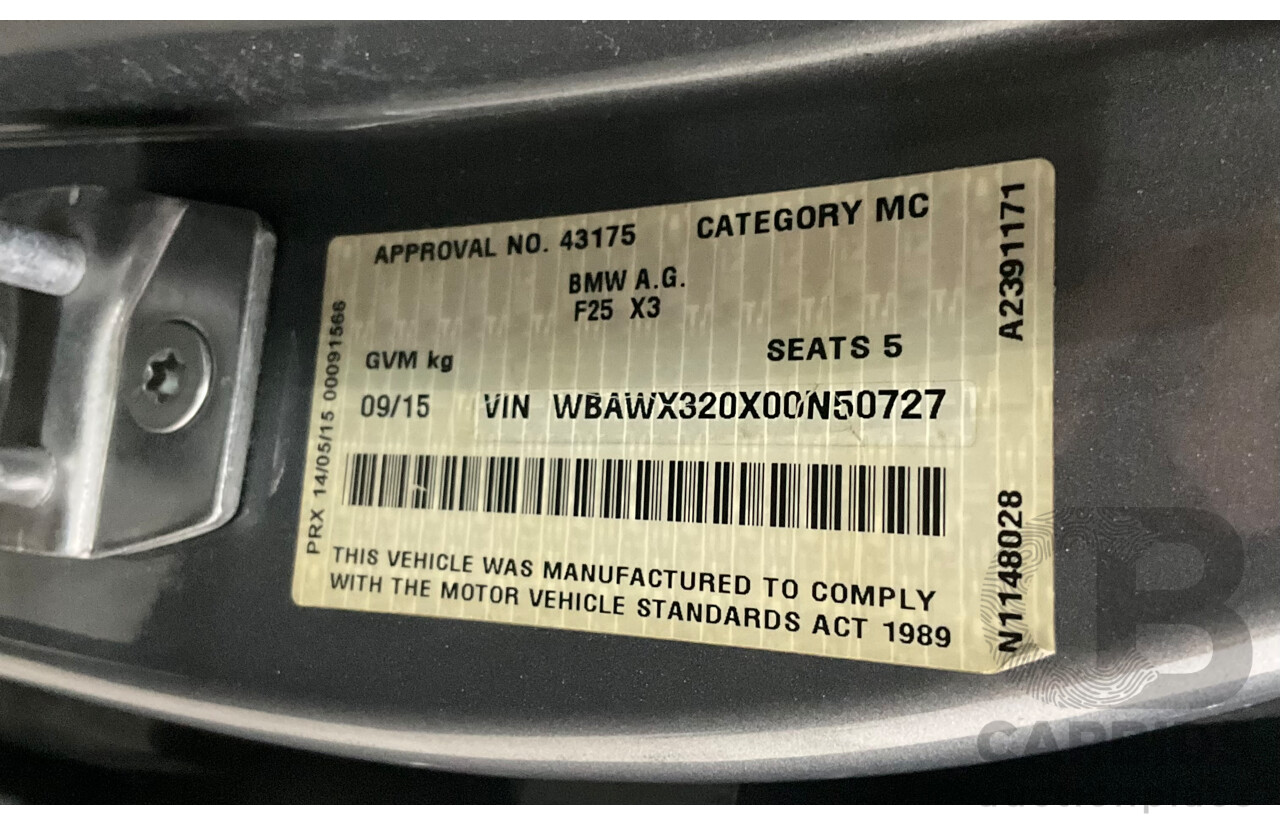 APPROVAL NO. 43175 CATEGORY MC
BMW A.G.
F25 X3
GVM kg SEATS 5
09/15 VIN WBAWX320X00N50727
THIS VEHICLE WAS MANUFACTURED TO COMPLY
WITH THE MOTOR VEHICLE STANDARDS ACT 1989
PRX 14/05/15 00091566
A2391171
N1148028
B